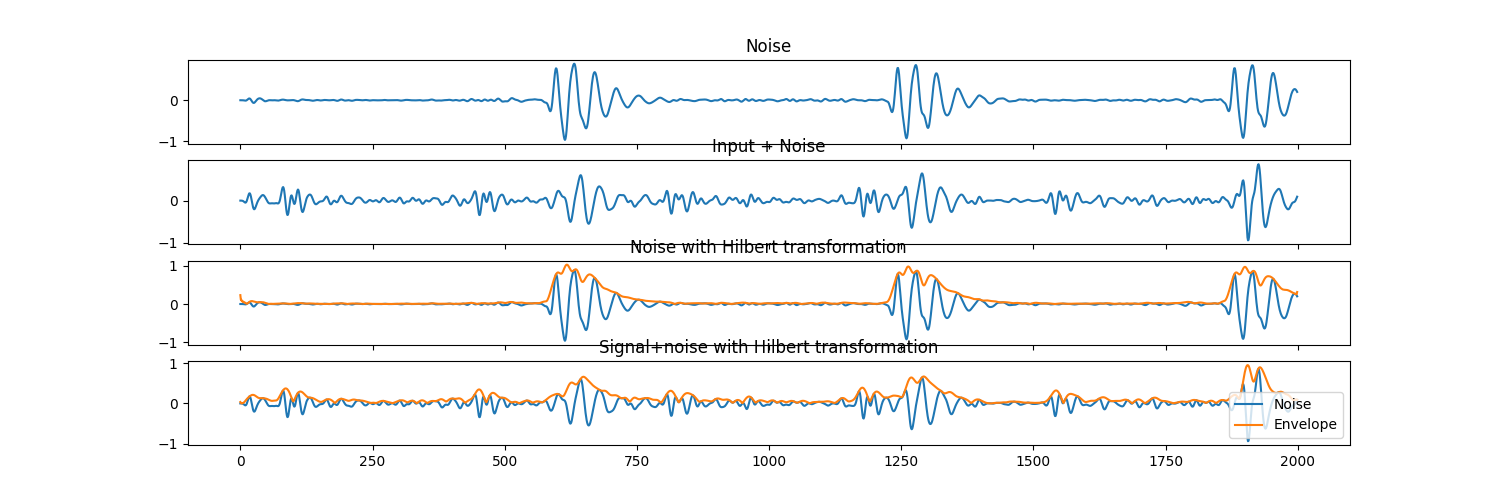 Noise
0
−1
Input + Noise
0
−1
Noise with Hilbert transformation
1
0
−1
Signal+noise with Hilbert transformation
1
0
−1
Noise
Envelope
0 250 500 750 1000 1250 1500 1750 2000